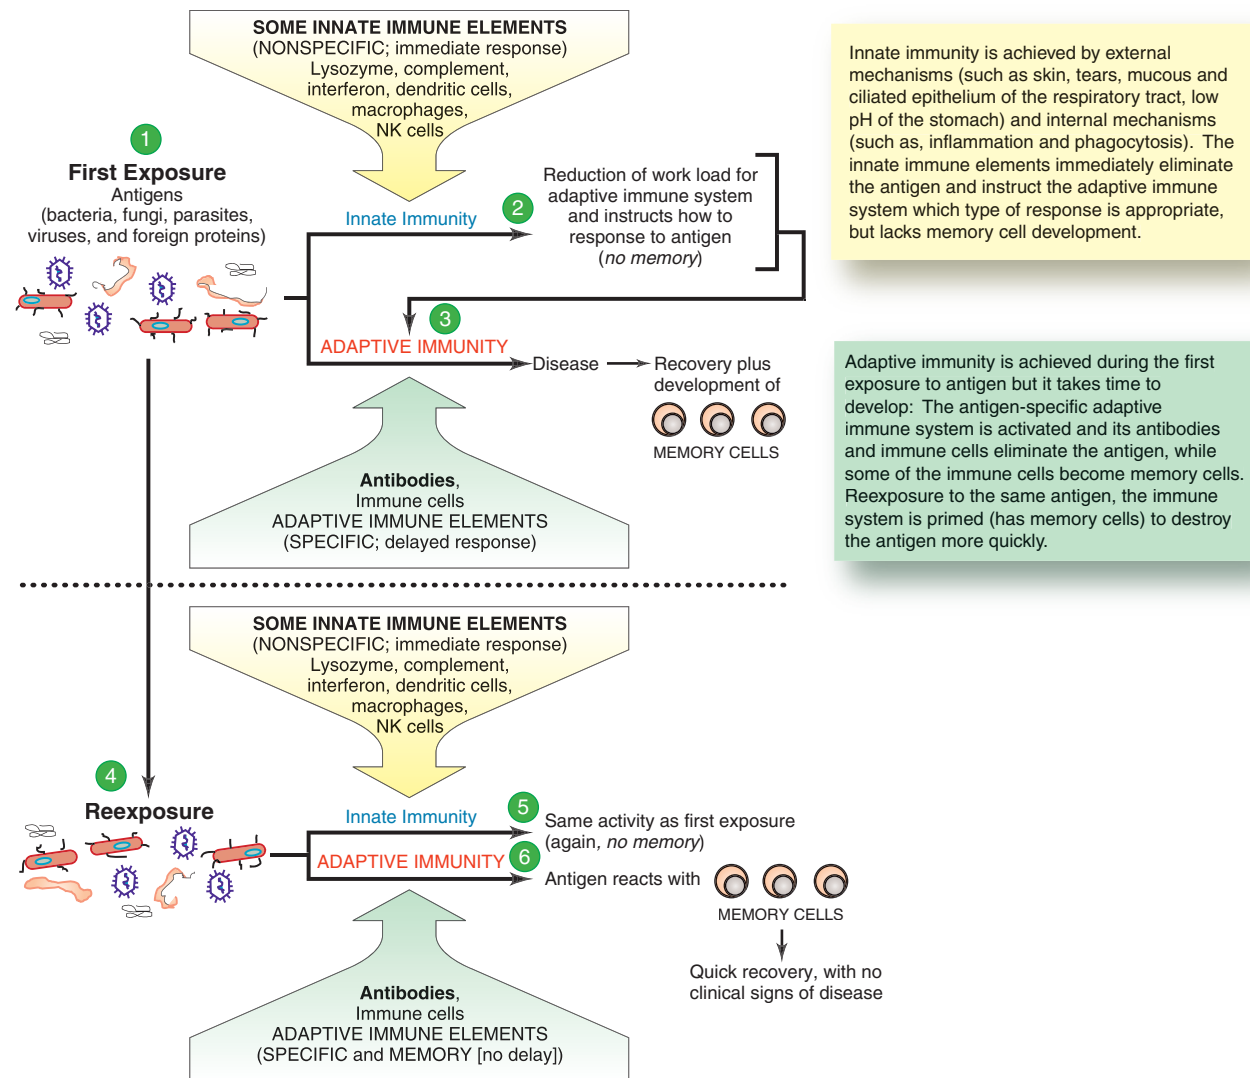 SOME INNATE IMMUNE ELEMENTS
(NONSPECIFIC; immediate response)
Lysozyme, complement,
interferon, dendritic cells,
macrophages,
NK cells
1
First Exposure
Antigens
(bacteria, fungi, parasites,
viruses, and foreign proteins)
Innate Immunity
2
Reduction of work load for
adaptive immune system
and instructs how to
response to antigen
(no memory)
3
ADAPTIVE IMMUNITY
Disease
Recovery plus
development of
MEMORY CELLS
Antibodies,
Immune cells
ADAPTIVE IMMUNE ELEMENTS
(SPECIFIC; delayed response)
Innate immunity is achieved by external
mechanisms (such as skin, tears, mucous and
ciliated epithelium of the respiratory tract, low
pH of the stomach) and internal mechanisms
(such as, inflammation and phagocytosis). The
innate immune elements immediately eliminate
the antigen and instruct the adaptive immune
system which type of response is appropriate,
but lacks memory cell development.
Adaptive immunity is achieved during the first
exposure to antigen but it takes time to
develop: The antigen-specific adaptive
immune system is activated and its antibodies
and immune cells eliminate the antigen, while
some of the immune cells become memory cells.
Reexposure to the same antigen, the immune
system is primed (has memory cells) to destroy
the antigen more quickly.
SOME INNATE IMMUNE ELEMENTS
(NONSPECIFIC; immediate response)
Lysozyme, complement,
interferon, dendritic cells,
macrophages,
NK cells
4
Reexposure
Innate Immunity
5
Same activity as first exposure
(again, no memory)
ADAPTIVE IMMUNITY
6
Antigen reacts with
MEMORY CELLS
Quick recovery, with no
clinical signs of disease
Antibodies,
Immune cells
ADAPTIVE IMMUNE ELEMENTS
(SPECIFIC and MEMORY [no delay])